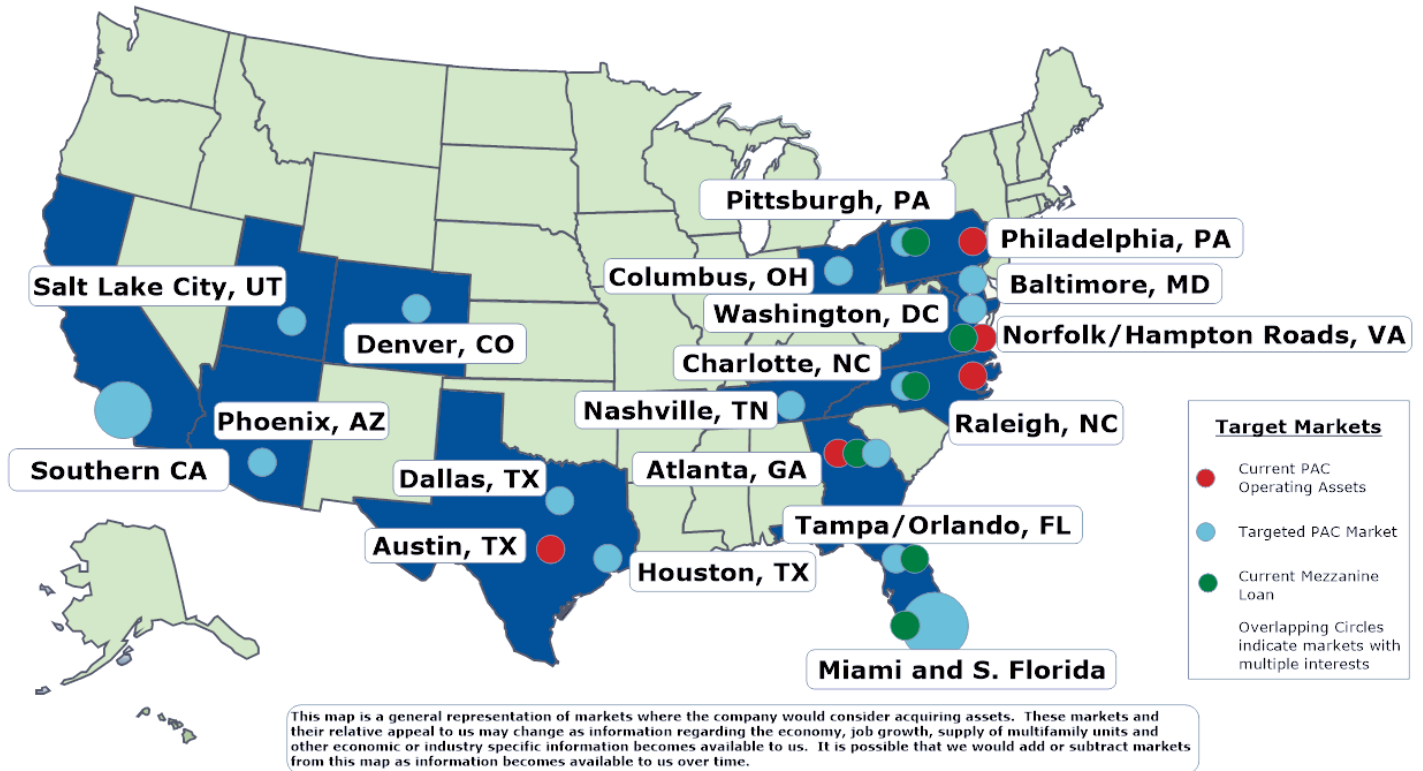 Pittsburgh, PA
Philadelphia, PA
Columbus, OH
Baltimore, MD
Salt Lake City, UT
Washington, DC
Norfolk/Hampton Roads, VA
Denver, CO
Charlotte, NC
Nashville, TN
Phoenix, AZ
Raleigh, NC
Southern CA
Atlanta, GA
Dallas, TX
Tampa/Orlando, FL
Austin, TX
Houston, TX
Miami and S. Florida
Target Markets
Current PAC
Operating Assets
Targeted PAC Market
Current Mezzanine
Loan
Overlapping Circles
indicate markets with
multiple interests
This map is a general representation of markets where the company would consider acquiring assets. These markets and
their relative appeal to us may change as information regarding the economy, job growth, supply of multifamily units and
other economic or industry specific information becomes available to us. It is possible that we would add or subtract markets
from this map as information becomes available to us over time.